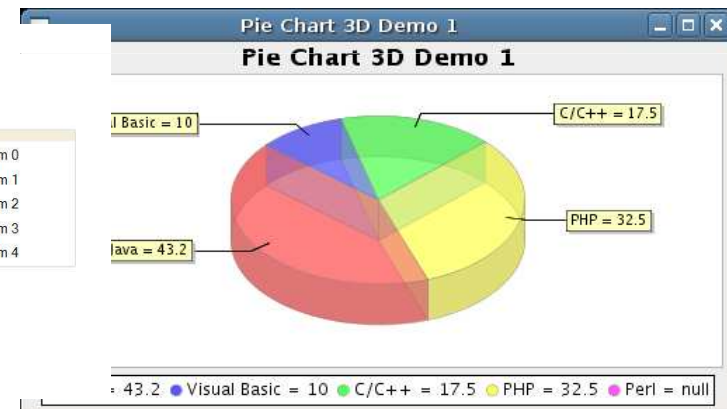 Pie Chart 3D Demo 1
Pie Chart 3D Demo 1
Basic = 10
C/C++ = 17.5
m 0
m 1
m 2
m 3
m 4
PHP = 32.5
Java = 43.2
= 43.2 Visual Basic = 10 C/C++ = 17.5 PHP = 32.5 Perl = null